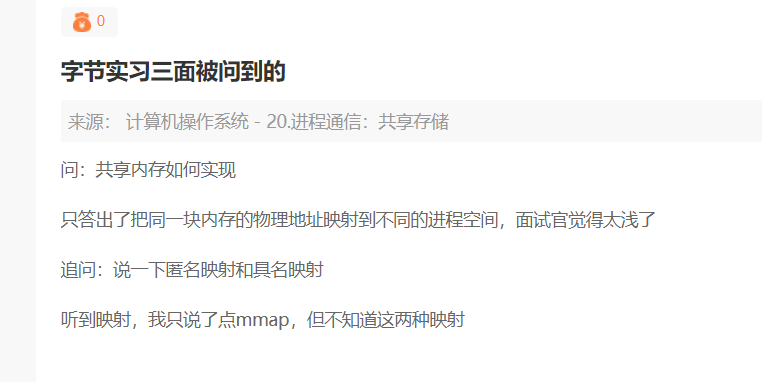 0
字节实习三面被问到的
来源： 计算机操作系统 - 20.进程通信：共享存储
问：共享内存如何实现
只答出了把同一块内存的物理地址映射到不同的进程空间，面试官觉得太浅了
追问：说一下匿名映射和具名映射
听到映射，我只说了点mmap，但不知道这两种映射